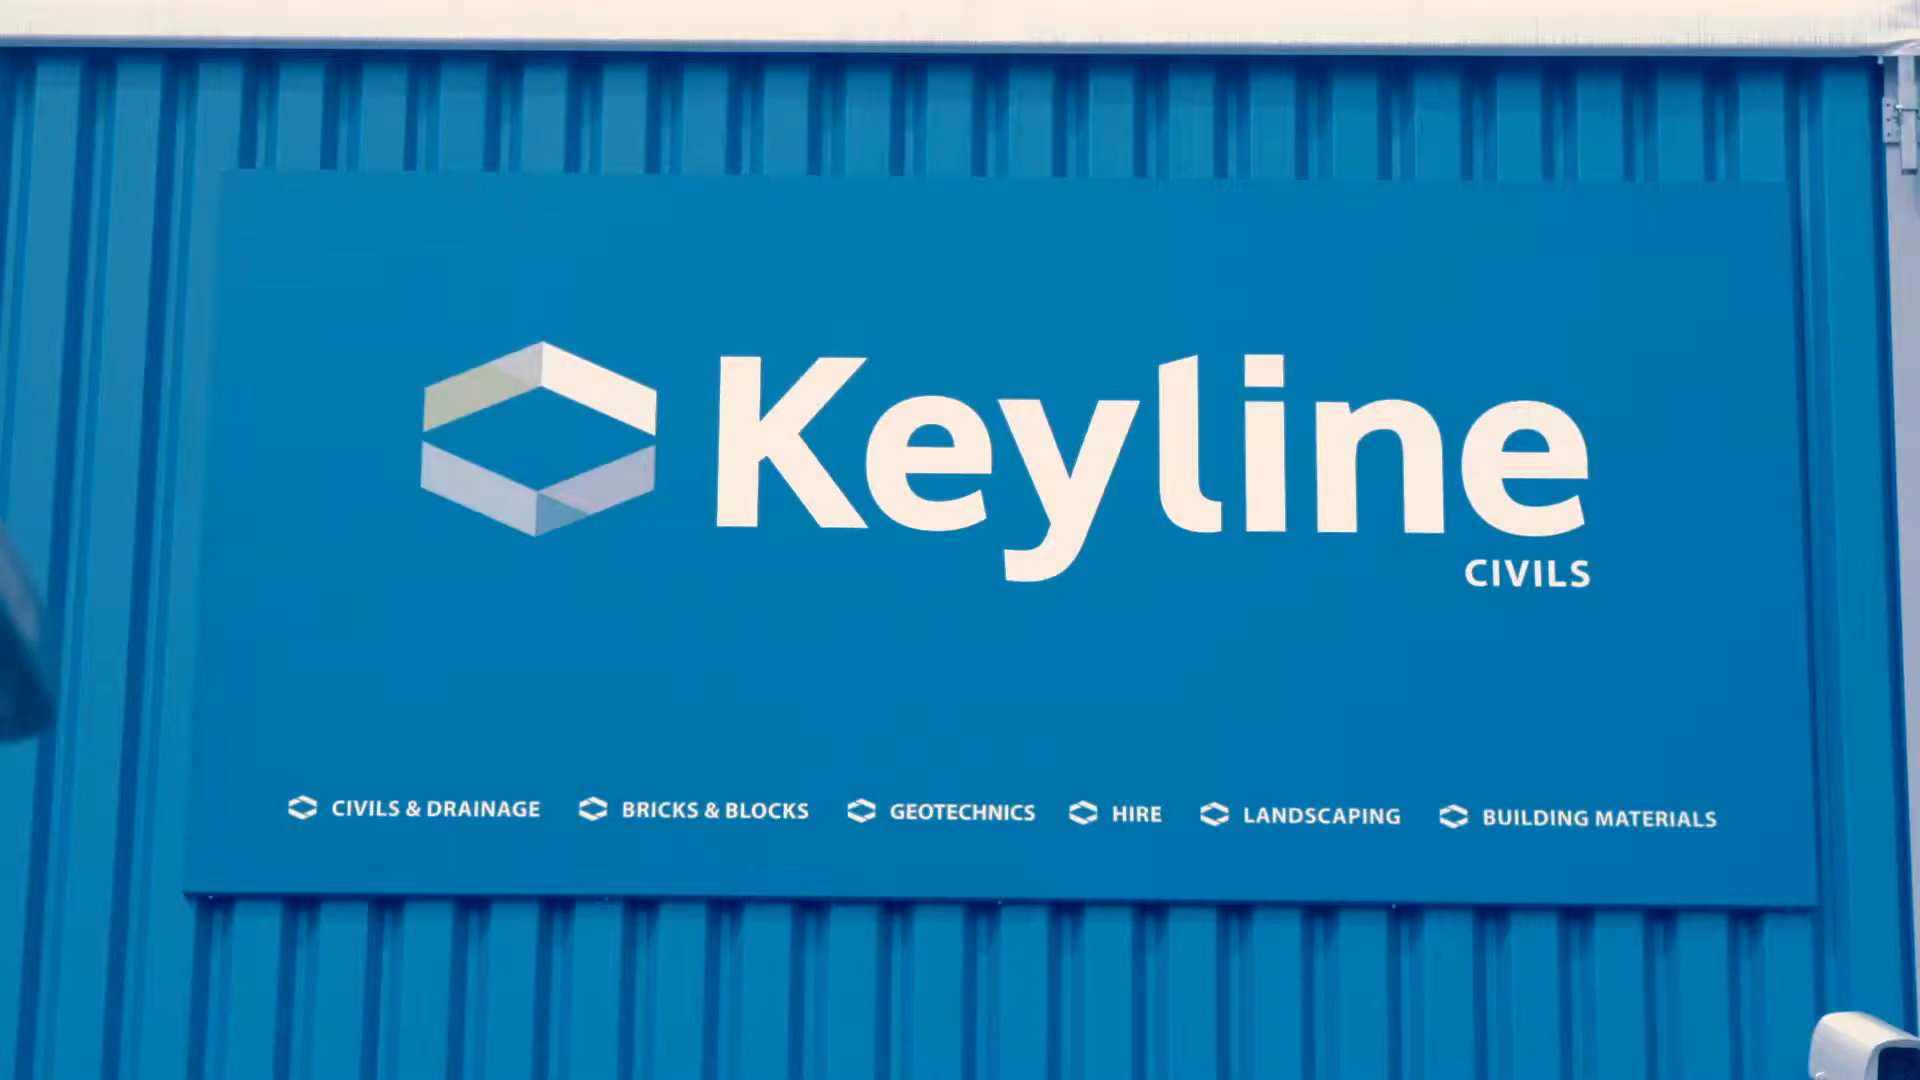 Keyline
CIVILS
CIVILS & DRAINAGE BRICKS & BLOCKS GEOTECHNICS HIRE LANDSCAPING BUILDING MATERIALS